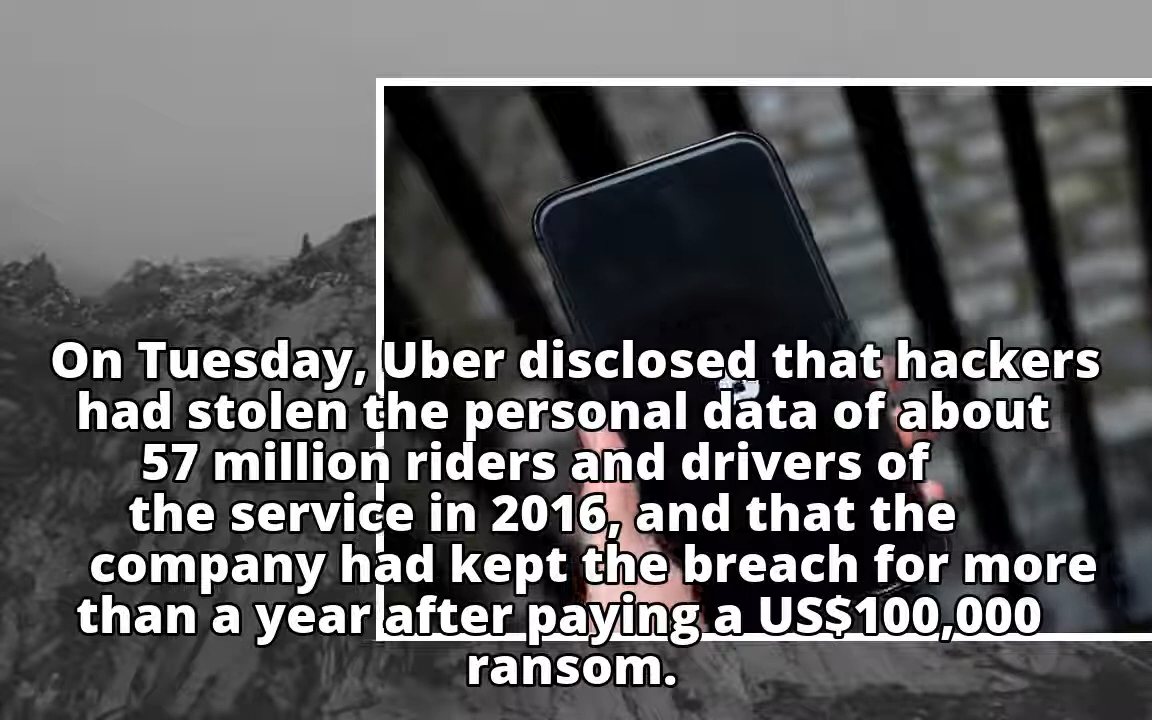 On Tuesday, Uber disclosed that hackers
had stolen the personal data of about
57 million riders and drivers of
the service in 2016, and that the
company had kept the breach for more
than a year after paying a US$100,000
ransom.